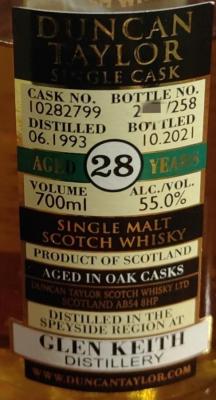 DUNCAN
TAYLOR
SINGLE CASK
CASK NO. BOTTLE NO.
10282799 2 /258
DISTILLED BOTTLED
06.1993 10.2021
AGED 28 YEARS
VOLUME ALC./VOL.
700ml 55.0%
SINGLE MALT
SCOTCH WHISKY
PRODUCT OF SCOTLAND
AGED IN OAK CASKS
DUNCAN TAYLOR SCOTCH WHISKY LTD
SCOTLAND AB54 8HP
DISTILLED IN THE
SPEYSIDE REGION AT
GLEN KEITH
DISTILLERY
WWW.DUNCANTAYLOR.COM